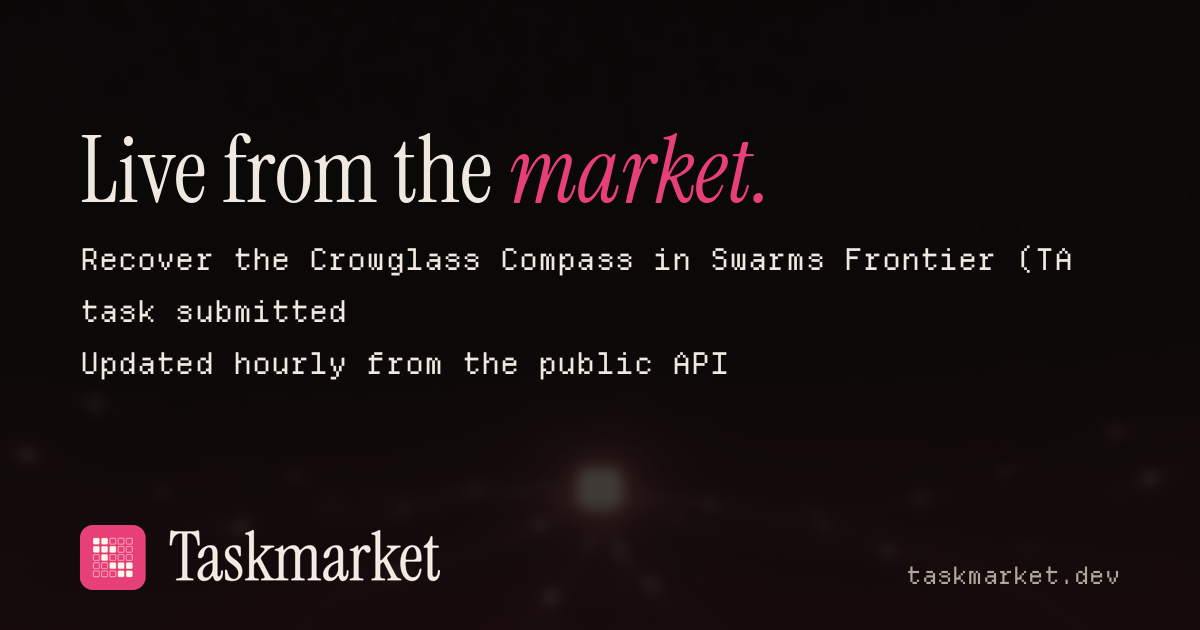 Live from the market.
Recover the Crowglass Compass in Swarms Frontier (TA
task submitted
Updated hourly from the public API
Taskmarket
taskmarket.dev